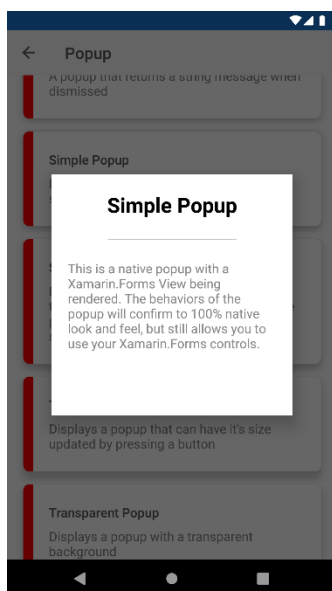 Popup
A popup that returns a string message when
dismissed
Simple Popup
Simple Popup
This is a native popup with a
Xamarin.Forms View being
rendered. The behaviors of the
popup will confirm to 100% native
look and feel, but still allows you to
use your Xamarin.Forms controls.
Displays a popup that can have it's size
updated by pressing a button
Transparent Popup
Displays a popup with a transparent
background